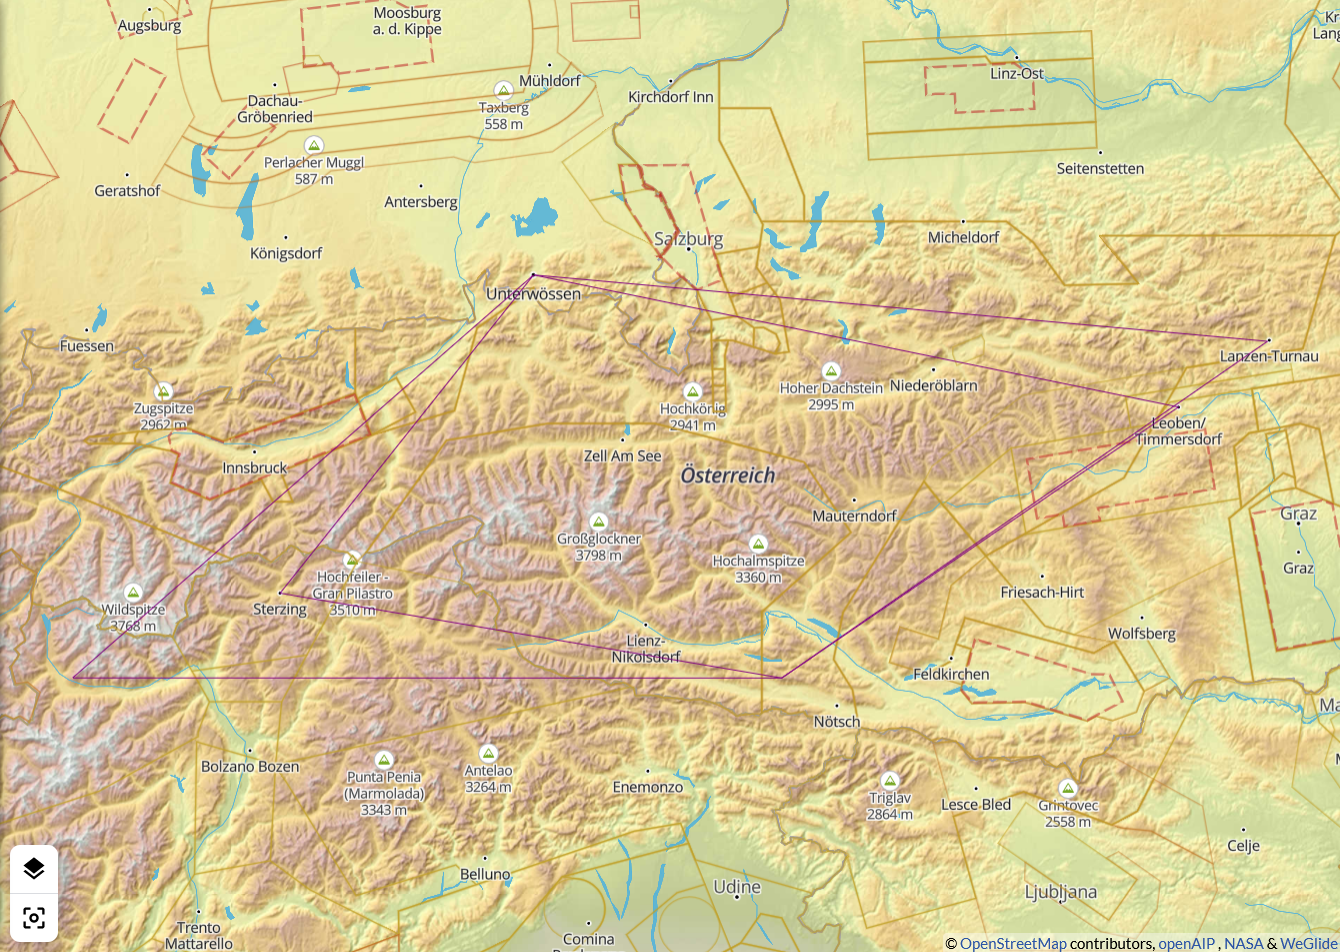 Augsburg
Moosburg
a. d. Kippe
Kr
Lang
Linz-Ost
Mühldorf
Dachau-
Gröbenried
Taxberg
558 m
Kirchdorf Inn
Perlacher Muggl
587 m
Seitenstetten
Geratshof
Antersberg
Königsdorf
Salzburg
Micheldorf
Unterwössen
Fuessen
Lanzen-Turnau
Zugspitze
2962 m
Hochkönig
2941 m
Hoher Dachstein
2995 m
Niederöblarn
Leoben/
Timmersdorf
Innsbruck
Zell Am See
Österreich
Mauterndorf
Graz
Großglockner
3798 m
Hochalmspitze
3360 m
Graz
Hochfeiler -
Gran Pilastro
3510 m
Friesach-Hirt
Wildspitze
3768 m
Sterzing
Lienz-
Nikolsdorf
Wolfsberg
Feldkirchen
Ma
Nötsch
Bolzano Bozen
Punta Penia
(Marmolada)
3343 m
Antelao
3264 m
Enemonzo
Triglav
2864 m
Lesce Bled
Grintovec
2558 m
Celje
Belluno
Udine
Ljubljana
Trento
Mattarello
Comina
© OpenStreetMap contributors, openAIP , NASA & WeGlide